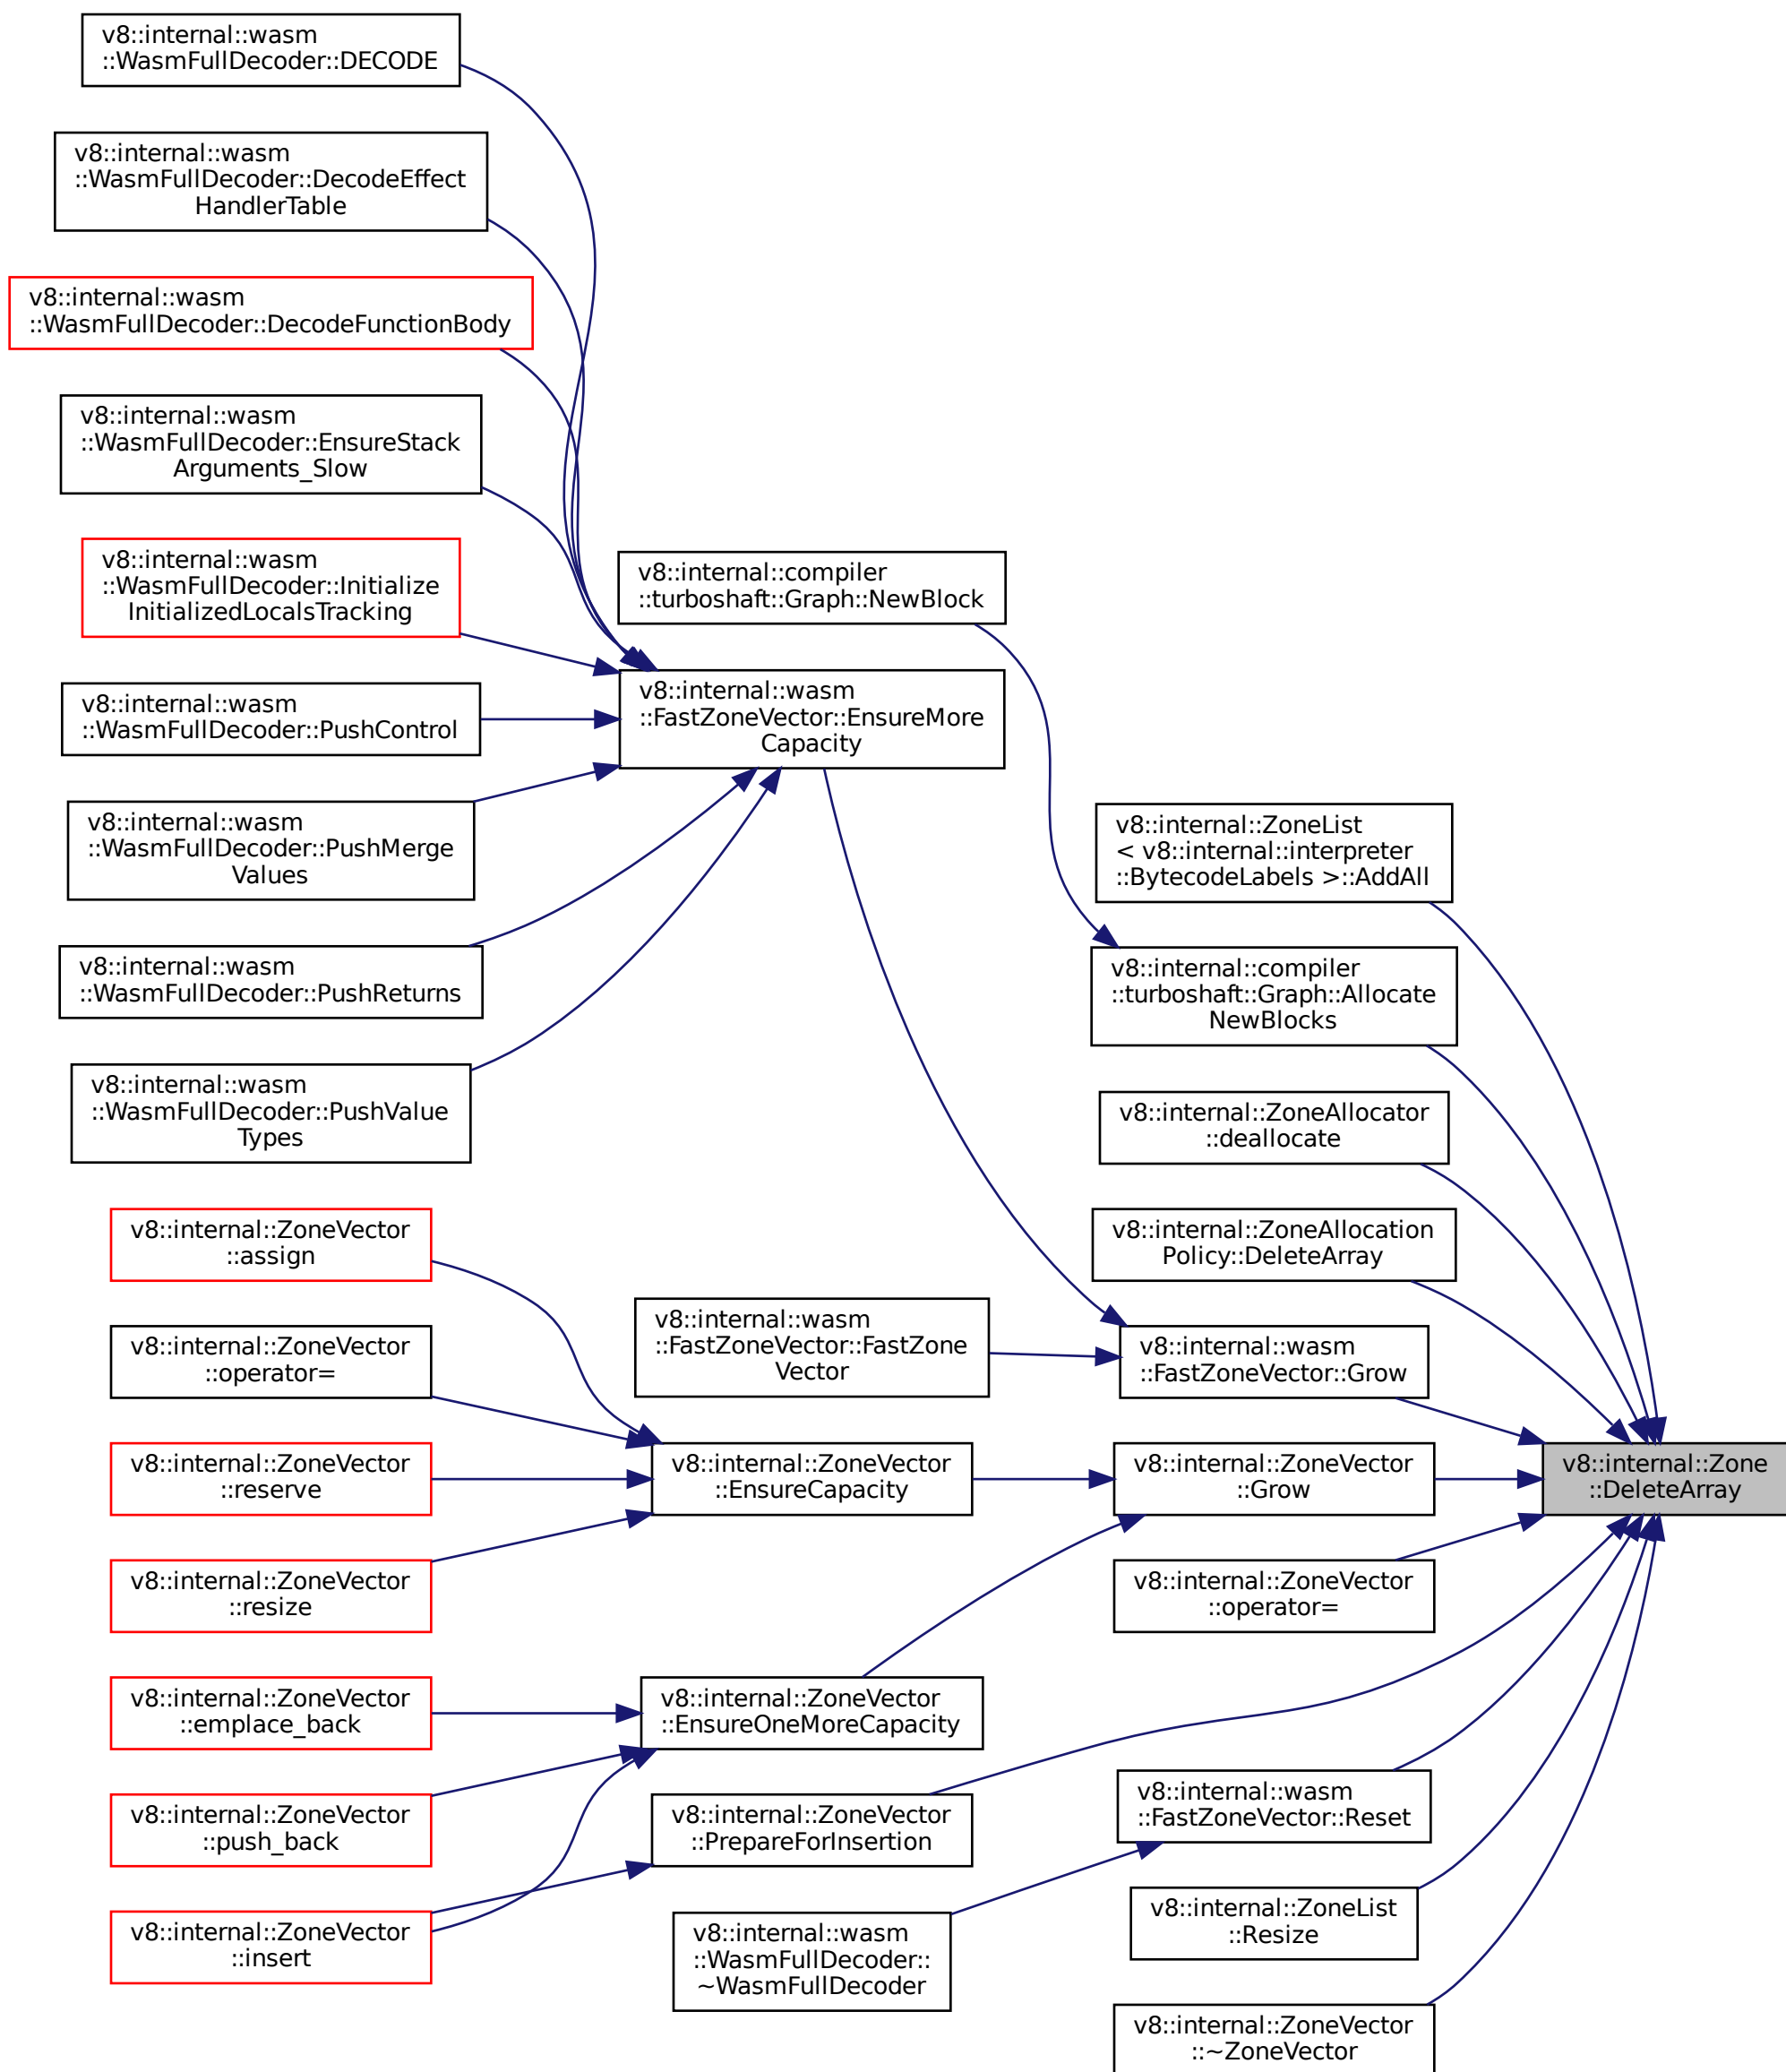 v8::internal::wasm
::WasmFullDecoder::DECODE
v8::internal::wasm
::WasmFullDecoder::DecodeEffect
HandlerTable
v8::internal::wasm
::WasmFullDecoder::DecodeFunctionBody
v8::internal::wasm
::WasmFullDecoder::EnsureStack
Arguments_Slow
v8::internal::wasm
::WasmFullDecoder::Initialize
InitializedLocalsTracking
v8::internal::wasm
::WasmFullDecoder::PushControl
v8::internal::wasm
::WasmFullDecoder::PushMerge
Values
v8::internal::wasm
::WasmFullDecoder::PushReturns
v8::internal::wasm
::WasmFullDecoder::PushValue
Types
v8::internal::ZoneVector
::assign
v8::internal::ZoneVector
::operator=
v8::internal::ZoneVector
::reserve
v8::internal::ZoneVector
::resize
v8::internal::ZoneVector
::emplace_back
v8::internal::ZoneVector
::push_back
v8::internal::ZoneVector
::insert
v8::internal::compiler
::turboshaft::Graph::NewBlock
v8::internal::wasm
::FastZoneVector::EnsureMore
Capacity
v8::internal::wasm
::FastZoneVector::FastZone
Vector
v8::internal::ZoneVector
::EnsureCapacity
v8::internal::ZoneVector
::EnsureOneMoreCapacity
v8::internal::ZoneVector
::PrepareForInsertion
v8::internal::wasm
::WasmFullDecoder::
~WasmFullDecoder
v8::internal::ZoneList
< v8::internal::interpreter
::BytecodeLabels >::AddAll
v8::internal::compiler
::turboshaft::Graph::Allocate
NewBlocks
v8::internal::ZoneAllocator
::deallocate
v8::internal::ZoneAllocation
Policy::DeleteArray
v8::internal::wasm
::FastZoneVector::Grow
v8::internal::ZoneVector
::Grow
v8::internal::ZoneVector
::operator=
v8::internal::wasm
::FastZoneVector::Reset
v8::internal::ZoneList
::Resize
v8::internal::ZoneVector
::~ZoneVector
v8::internal::Zone
::DeleteArray